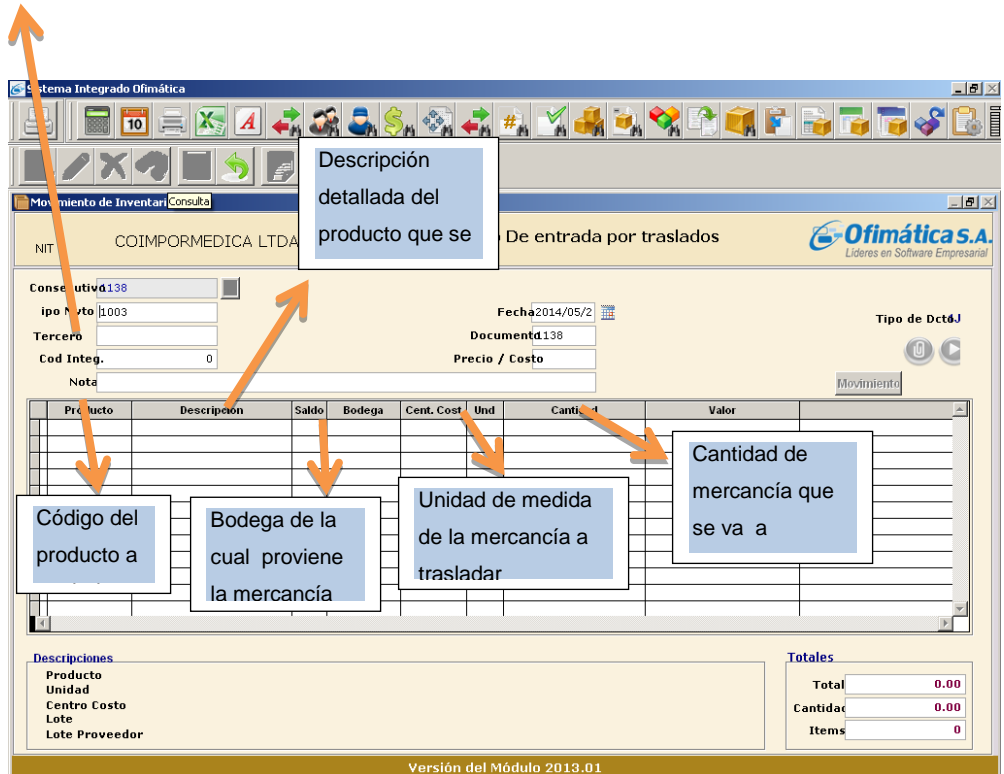 Sistema Integrado Ofimática
10
A
#
Descripción
detallada del
producto que se
Movimiento de Inventari
Consulta
NIT
COIMPORMEDICA LTDA
De entrada por traslados
Ofimática S.A.
Líderes en Software Empresarial
Consecutivo 1138
ipo Mvto 1003
Fecha 2014/05/2
Tipo de Dcto
Tercero
Documento 1138
Cod Integ. 0
Precio / Costo
Nota
Movimiento
Producto Descripción Saldo Bodega Cent. Cost Und Cantidad Valor
Código del
producto a
Bodega de la
cual proviene
la mercancía
Unidad de medida
de la mercancía a
trasladar
Cantidad de
mercancía que
se va a
Descripciones
Producto
Unidad
Centro Costo
Lote
Lote Proveedor
Totales
Total 0.00
Cantidad 0.00
Items 0
Versión del Módulo 2013.01